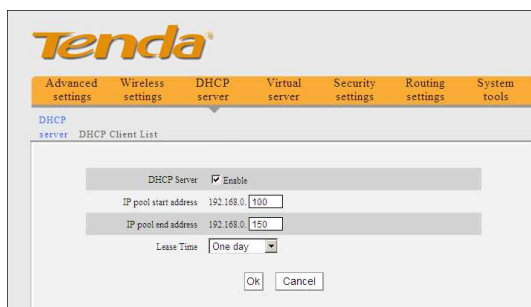 Tenda
Advanced settings
Wireless settings
DHCP server
Virtual server
Security settings
Routing settings
System tools
DHCP server
DHCP Client List
DHCP Server Enable
IP pool start address 192.168.0. 100
IP pool end address 192.168.0. 150
Lease Time One day
Ok Cancel